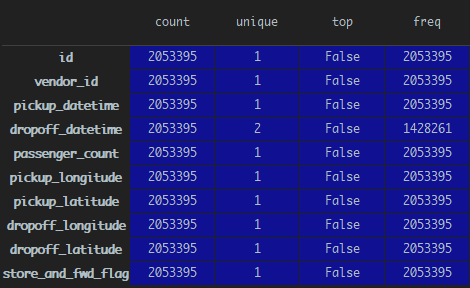 count unique top freq
id 2053395 1 False 2053395
vendor_id 2053395 1 False 2053395
pickup_datetime 2053395 1 False 2053395
dropoff_datetime 2053395 2 False 1428261
passenger_count 2053395 1 False 2053395
pickup_longitude 2053395 1 False 2053395
pickup_latitude 2053395 1 False 2053395
dropoff_longitude 2053395 1 False 2053395
dropoff_latitude 2053395 1 False 2053395
store_and_fwd_flag 2053395 1 False 2053395